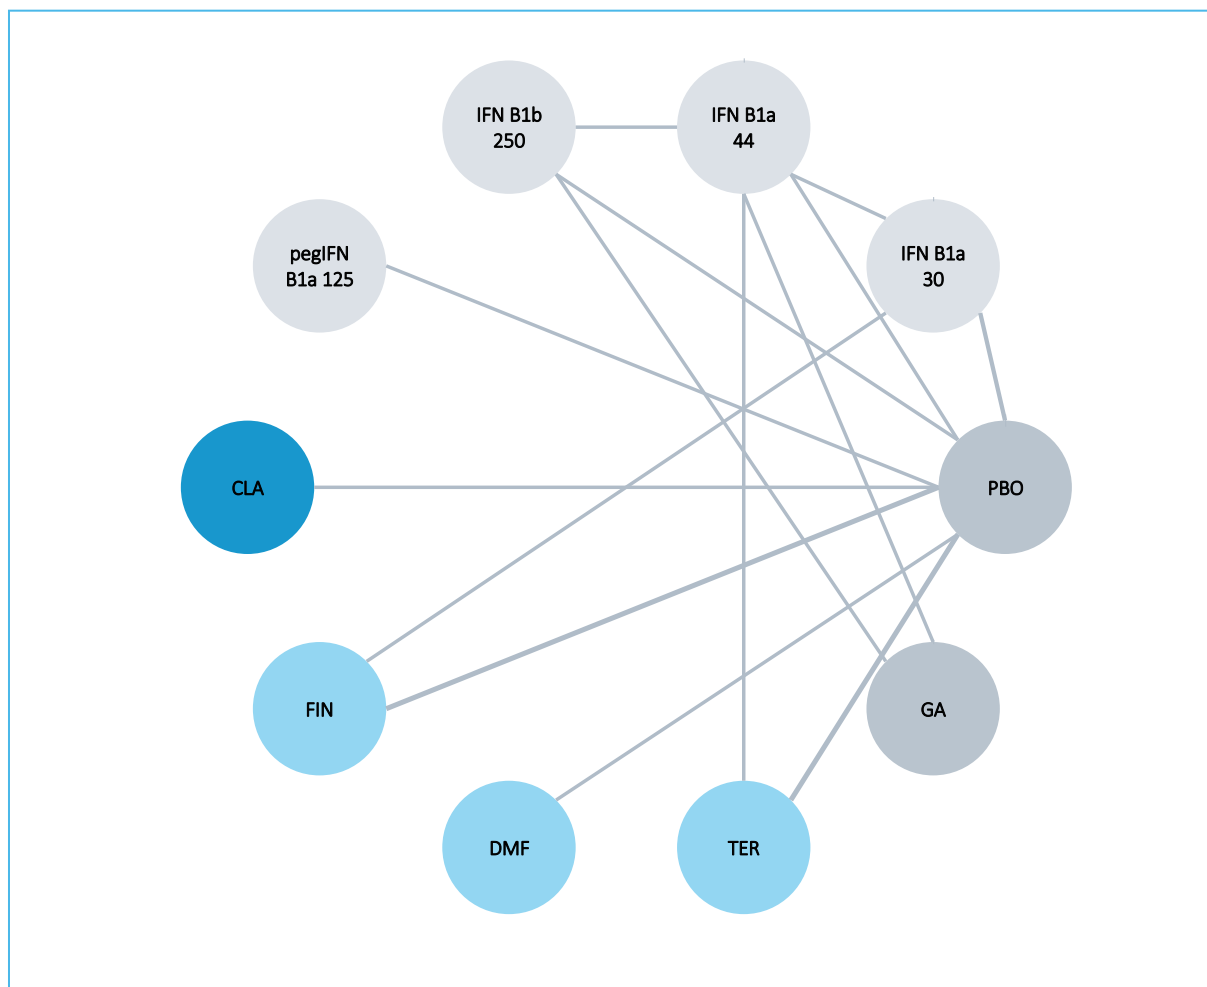 IFN B1b
250
IFN B1a
44
pegIFN
B1a 125
IFN B1a
30
CLA
PBO
FIN
GA
DMF
TER